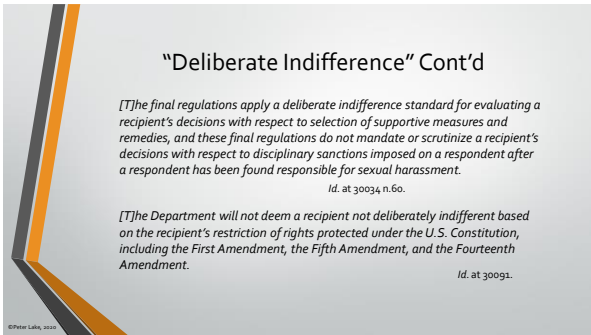 “Deliberate Indifference” Cont’d
[T]he final regulations apply a deliberate indifference standard for evaluating a
recipient’s decisions with respect to selection of supportive measures and
remedies, and these final regulations do not mandate or scrutinize a recipient’s
decisions with respect to disciplinary sanctions imposed on a respondent after
a respondent has been found responsible for sexual harassment.
Id. at 30034 n.60.
[T]he Department will not deem a recipient not deliberately indifferent based
on the recipient’s restriction of rights protected under the U.S. Constitution,
including the First Amendment, the Fifth Amendment, and the Fourteenth
Amendment.
Id. at 30091.
©Peter Lake, 2020